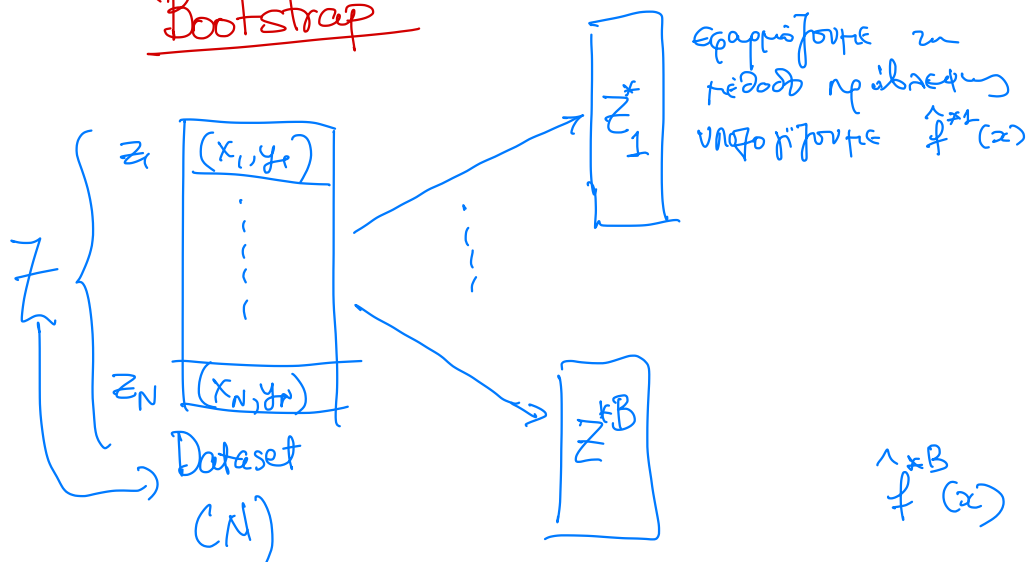 Bootstrap
εφαρμόζουμε τη
μέθοδο πρόβλεψης
υπολογίζουμε f̂*1(x)
Z*1
z1 (x1,y1)
Z
zN (xN,yN)
Dataset
(N)
Z*B
f̂*B(x)